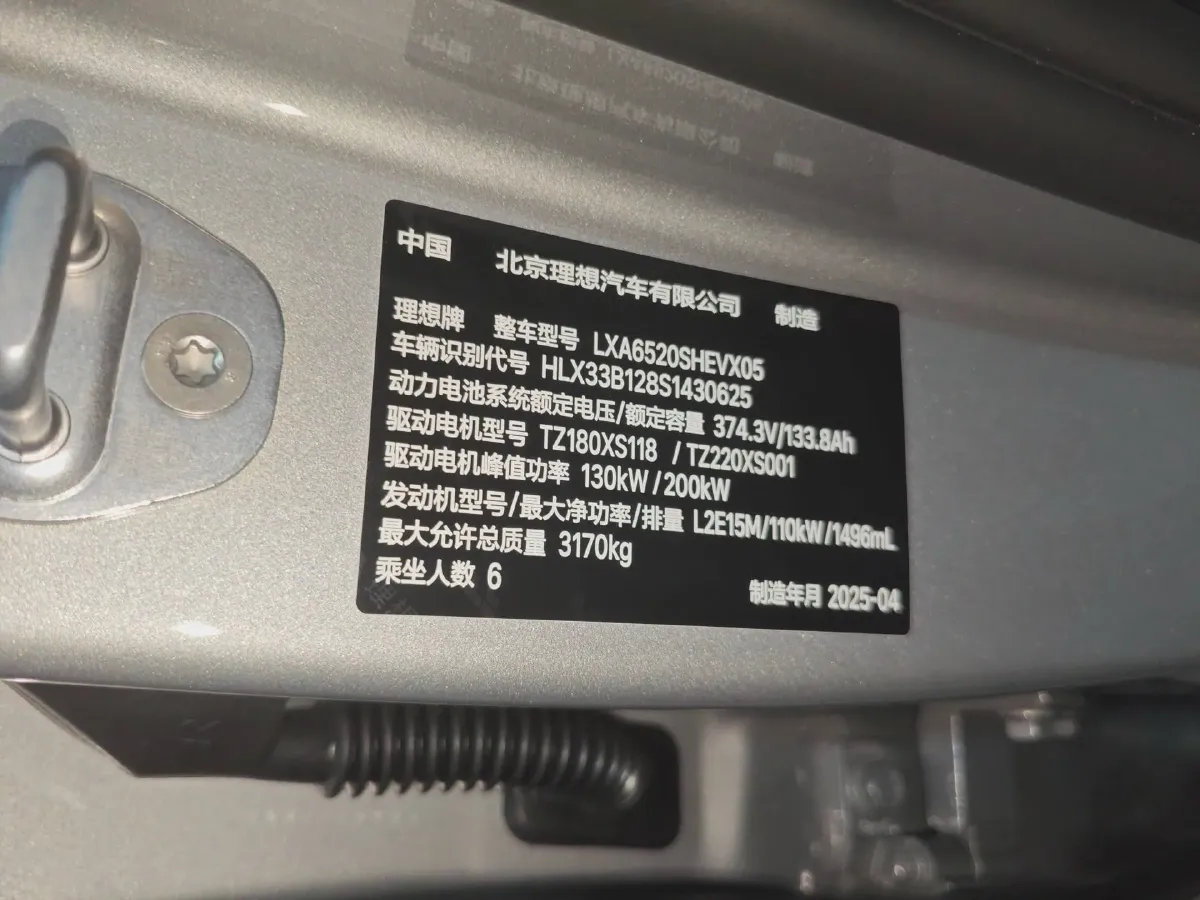 中国 北京理想汽车有限公司 制造
理想牌 整车型号 LXA6520SHEVX05
车辆识别代号 HLX33B128S1430625
动力电池系统额定电压/额定容量 374.3V/133.8Ah
驱动电机型号 TZ180XS118 /TZ220XS001
驱动电机峰值功率 130kW/200kW
发动机型号/最大净功率/排量 L2E15M/110kW/1496mL
最大允许总质量 3170kg
乘坐人数 6 制造年月 2025-04